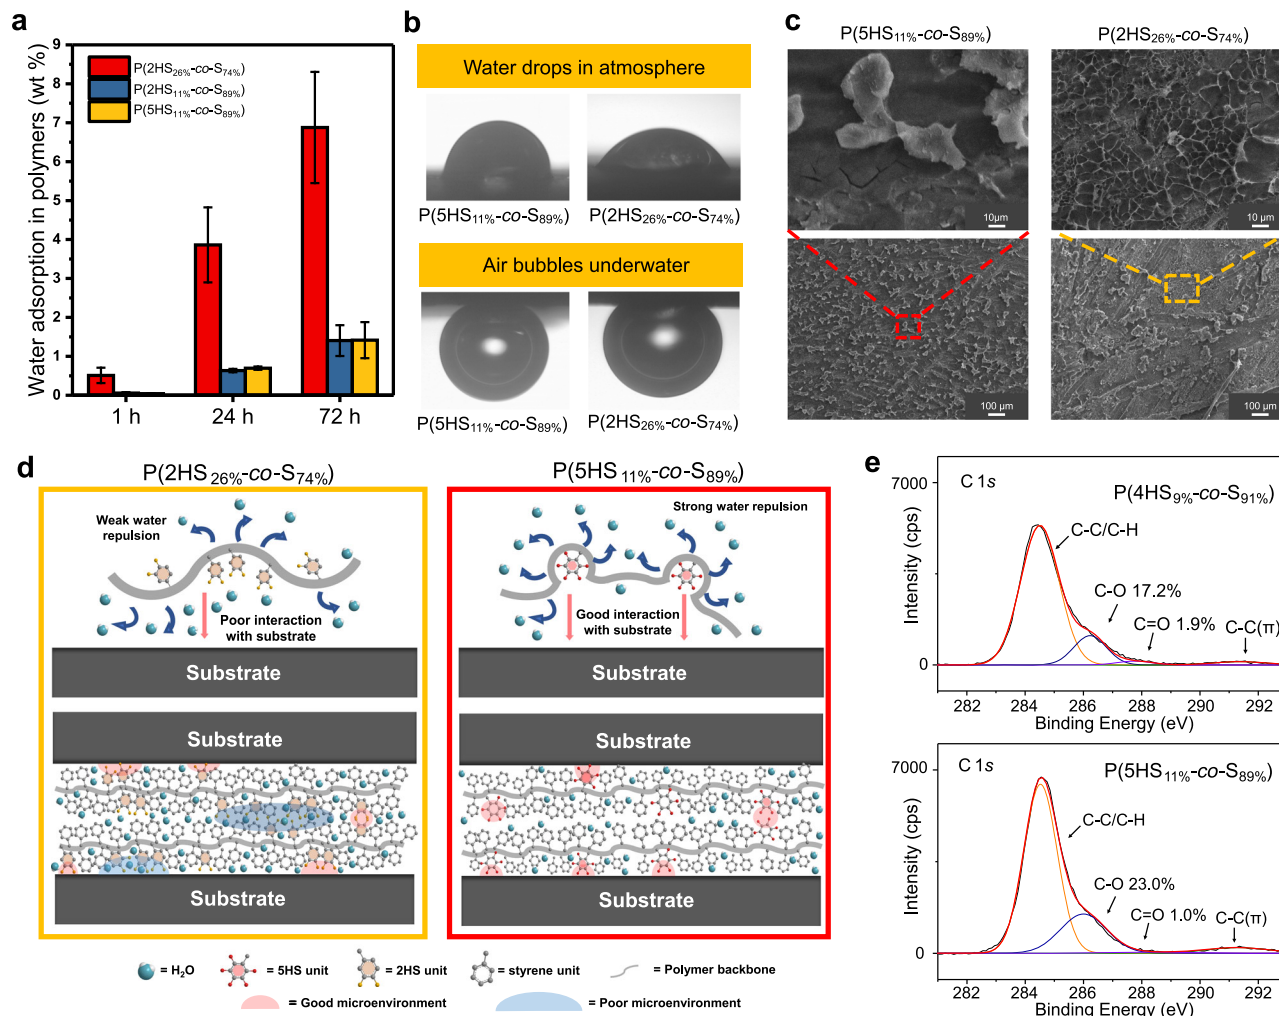 a
Water adsorption in polymers (wt %)
9
8
7
6
5
4
3
2
1
0
P(2HS26%-co-S74%)
P(2HS11%-co-S89%)
P(5HS11%-co-S89%)
1 h 24 h 72 h
b
Water drops in atmosphere
P(5HS11%-co-S89%) P(2HS26%-co-S74%)
Air bubbles underwater
P(5HS11%-co-S89%) P(2HS26%-co-S74%)
c
P(5HS11%-co-S89%) P(2HS26%-co-S74%)
10μm 10 μm
100 μm 100 μm
d
P(2HS26%-co-S74%)
Weak water
repulsion
Poor interaction
with substrate
Substrate
Substrate
Substrate
P(5HS11%-co-S89%)
Strong water repulsion
Good interaction
with substrate
Substrate
Substrate
Substrate
= H2O = 5HS unit = 2HS unit = styrene unit = Polymer backbone
= Good microenvironment = Poor microenvironment
e
7000
0
Intensity (cps)
C 1s
P(4HS9%-co-S91%)
C-C/C-H
C-O 17.2%
C=O 1.9%
C-C(π)
282 284 286 288 290 292
Binding Energy (eV)
7000
0
Intensity (cps)
C 1s
P(5HS11%-co-S89%)
C-C/C-H
C-O 23.0%
C=O 1.0%
C-C(π)
282 284 286 288 290 292
Binding Energy (eV)